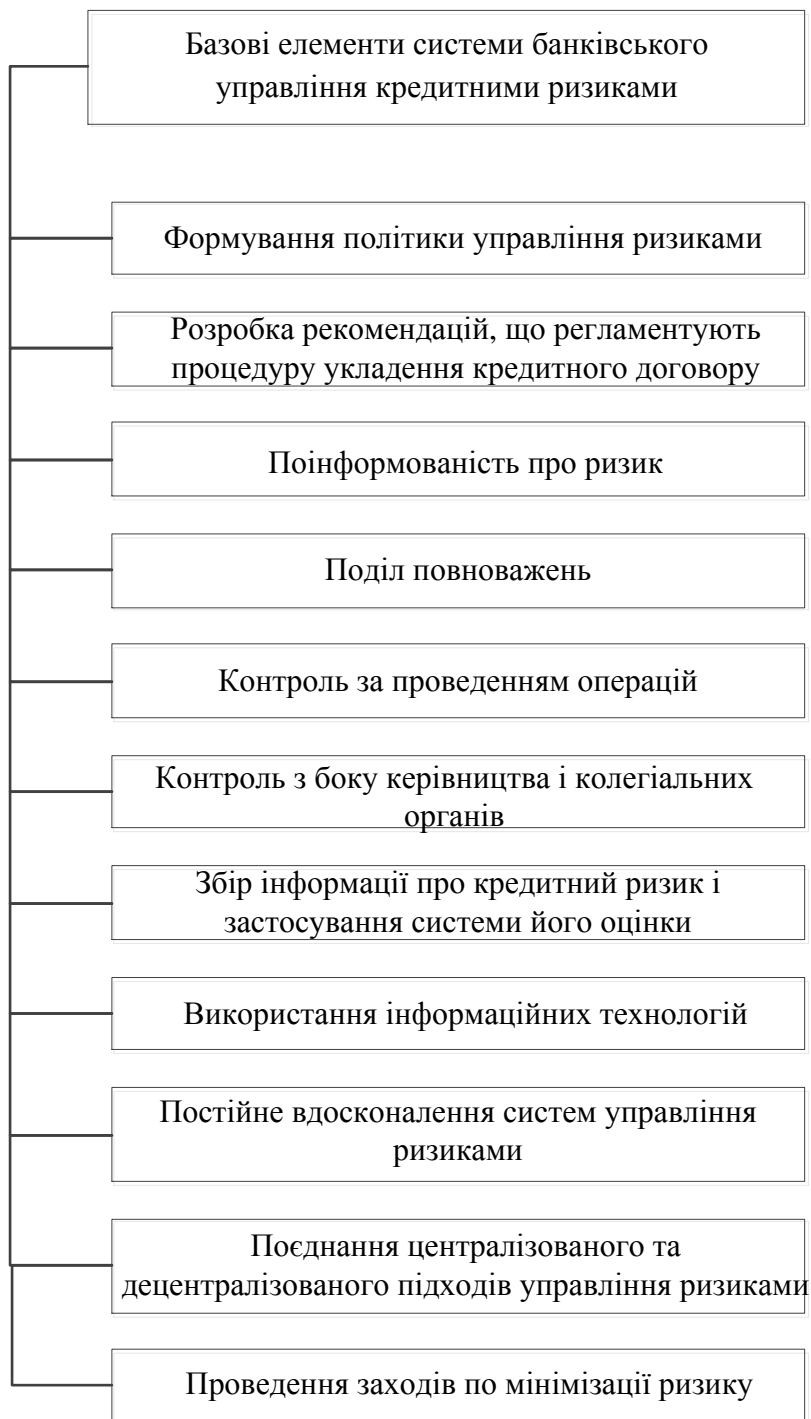 Базові елементи системи банківського
управління кредитними ризиками
Формування політики управління ризиками
Розробка рекомендацій, що регламентують
процедуру укладення кредитного договору
Поінформованість про ризик
Поділ повноважень
Контроль за проведенням операцій
Контроль з боку керівництва і колегіальних
органів
Збір інформації про кредитний ризик і
застосування системи його оцінки
Використання інформаційних технологій
Постійне вдосконалення систем управління
ризиками
Поєднання централізованого та
децентралізованого підходів управління ризиками
Проведення заходів по мінімізації ризику